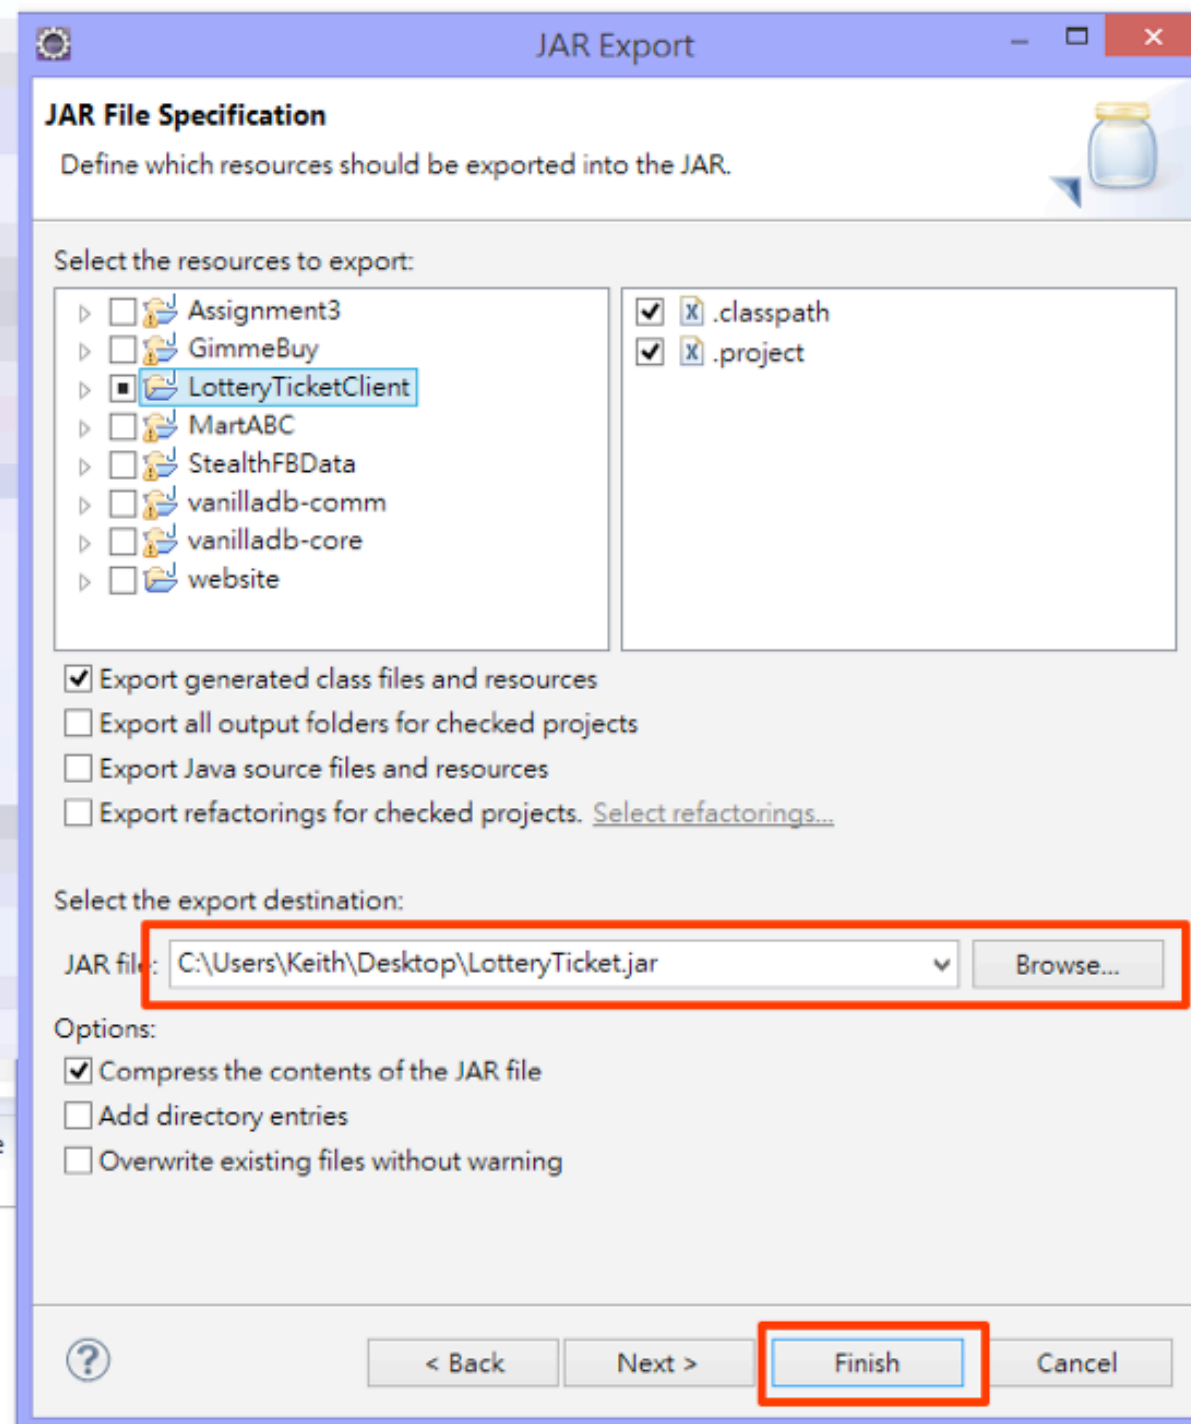 JAR Export
JAR File Specification
Define which resources should be exported into the JAR.
Select the resources to export:
Assignment3
GimmeBuy
LotteryTicketClient
MartABC
StealthFBData
vanilladb-comm
vanilladb-core
website
.classpath
.project
Export generated class files and resources
Export all output folders for checked projects
Export Java source files and resources
Export refactorings for checked projects. Select refactorings...
Select the export destination:
JAR file: C:\Users\Keith\Desktop\LotteryTicket.jar Browse...
Options:
Compress the contents of the JAR file
Add directory entries
Overwrite existing files without warning
? < Back Next > Finish Cancel